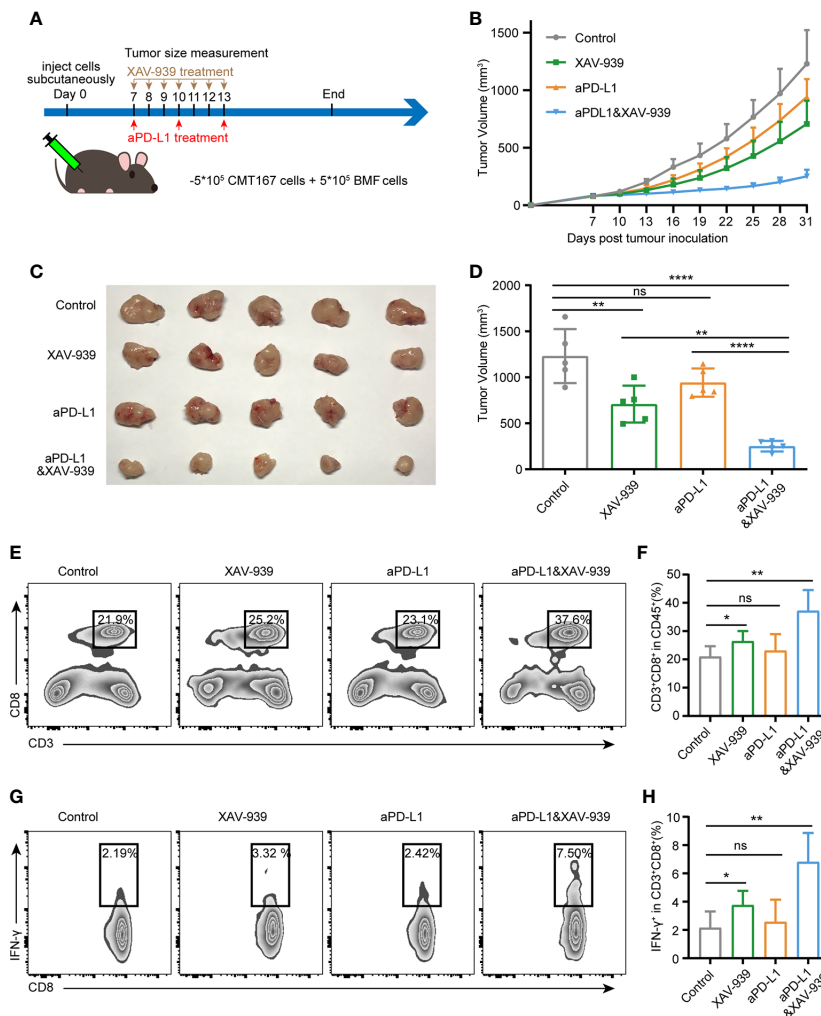 A
inject cells
subcutaneously
Day 0
Tumor size measurement
XAV-939 treatment
7 8 9 10 11 12 13
End
aPD-L1 treatment
-5*10⁵ CMT167 cells + 5*10⁵ BMF cells
B
Tumor Volume (mm³)
1500
1000
500
0
Control
XAV-939
aPD-L1
aPDL1&XAV-939
7 10 13 16 19 22 25 28 31
Days post tumour inoculation
C
Control
XAV-939
aPD-L1
aPD-L1
&XAV-939
D
Tumor Volume (mm³)
2000
1500
1000
500
0
****
ns
**
**
****
Control
XAV-939
aPD-L1
aPD-L1
&XAV-939
E
Control XAV-939 aPD-L1 aPD-L1&XAV-939
21.9% 25.2% 23.1% 37.6%
CD8
CD3
F
CD3⁺CD8⁺ in CD45⁺(%)
50
40
30
20
10
0
**
ns
*
Control
XAV-939
aPD-L1
aPD-L1
&XAV-939
G
Control XAV-939 aPD-L1 aPD-L1&XAV-939
2.19% 3.32 % 2.42% 7.50%
IFN-γ
CD8
H
IFN-γ⁺ in CD3⁺CD8⁺(%)
10
8
6
4
2
0
**
ns
*
Control
XAV-939
aPD-L1
aPD-L1
&XAV-939